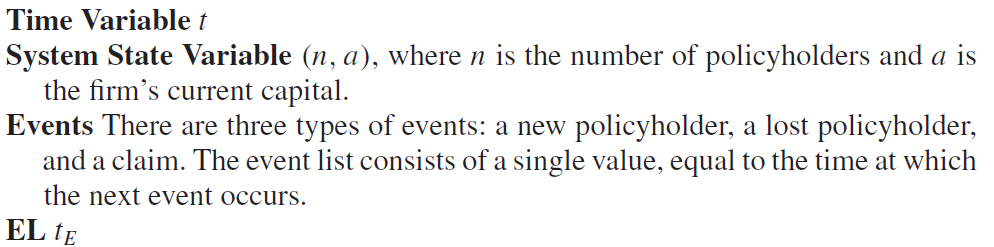 Time Variable t
System State Variable (n, a), where n is the number of policyholders and a is
the firm's current capital.
Events There are three types of events: a new policyholder, a lost policyholder,
and a claim. The event list consists of a single value, equal to the time at which
the next event occurs.
EL t_E